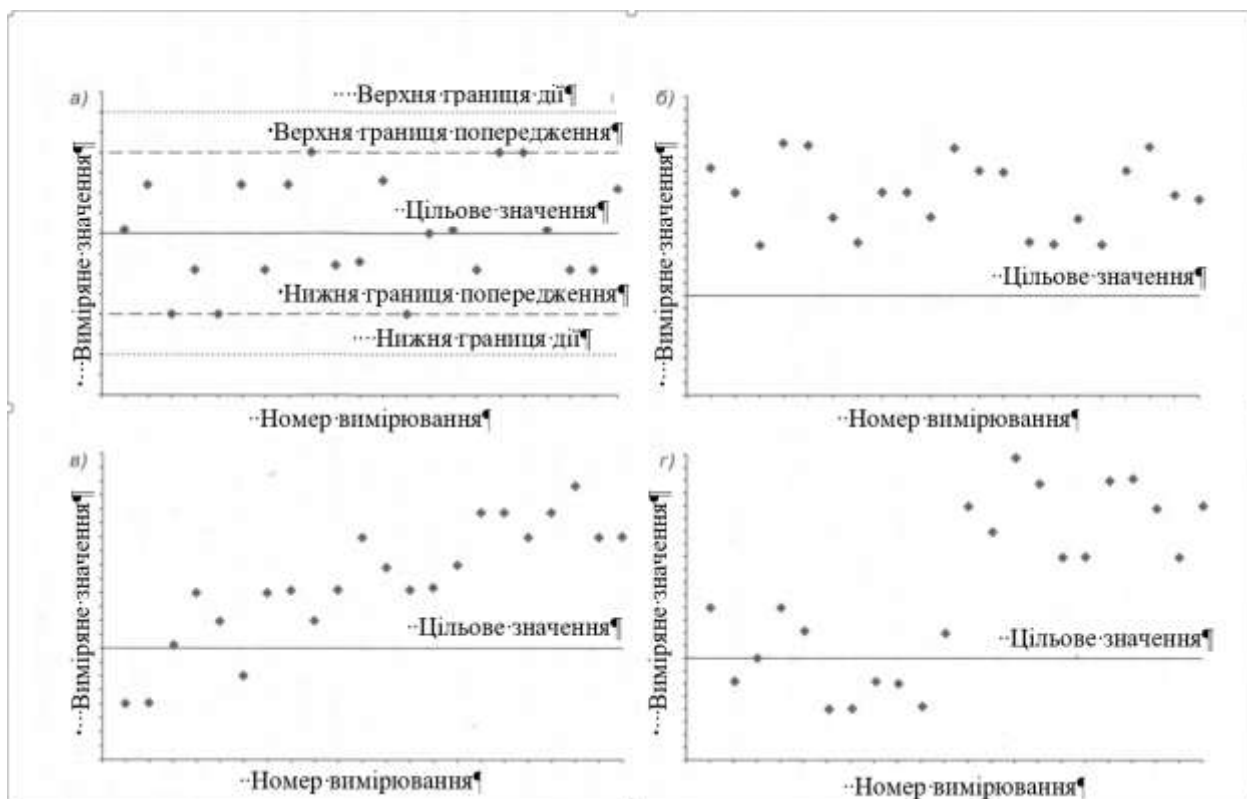 а)
····Верхня·границя·дії¶
·Верхня·границя·попередження¶
··Цільове·значення¶
·Нижня·границя·попередження¶
····Нижня·границя·дії¶
·····Виміряне·значення¶
··Номер·вимірювання¶
б)
··Цільове·значення¶
·····Виміряне·значення¶
··Номер·вимірювання¶
в)
··Цільове·значення¶
·····Виміряне·значення¶
··Номер·вимірювання¶
г)
··Цільове·значення¶
·····Виміряне·значення¶
··Номер·вимірювання¶